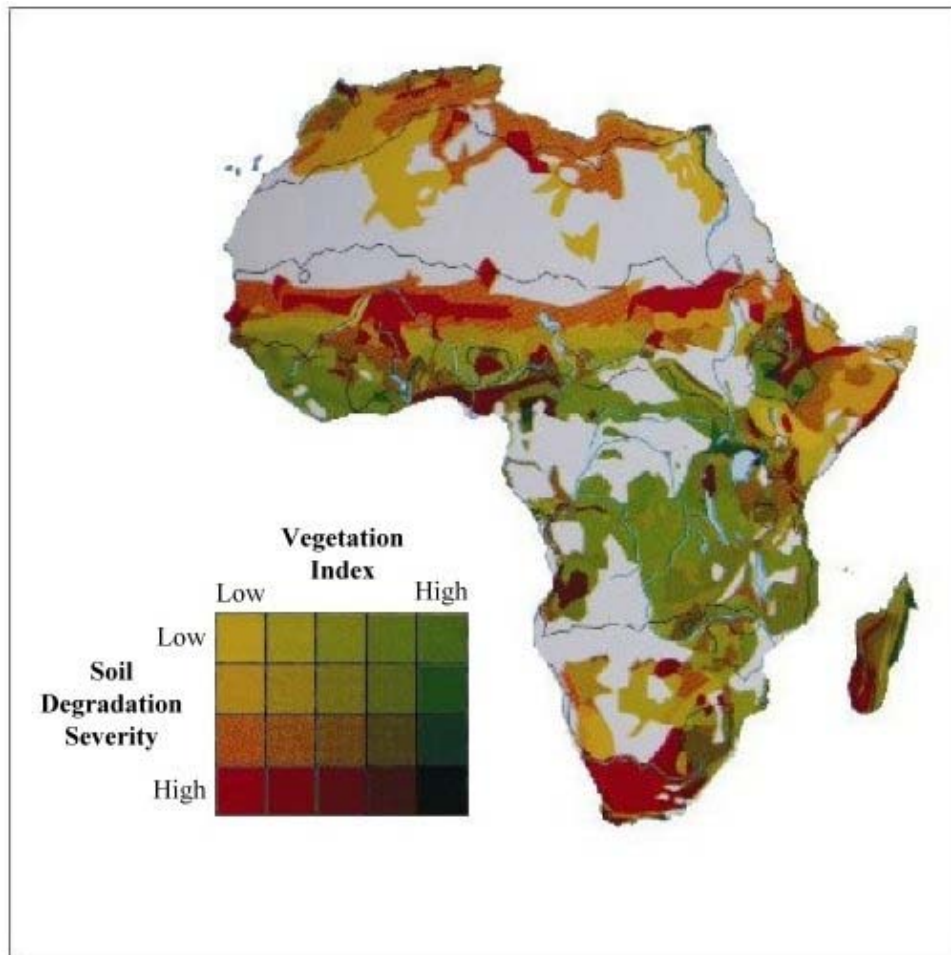 Vegetation
Index
Low High
Low
Soil
Degradation
Severity
High